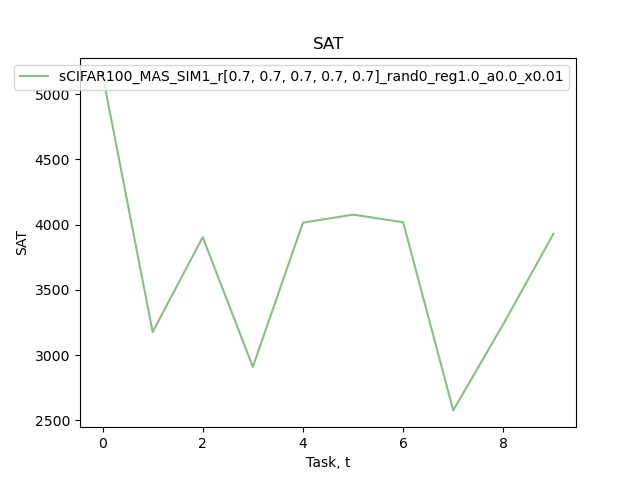 SAT
sCIFAR100_MAS_SIM1_r[0.7, 0.7, 0.7, 0.7, 0.7]_rand0_reg1.0_a0.0_x0.01
5000
4500
4000
3500
3000
2500
SAT
0 2 4 6 8
Task, t